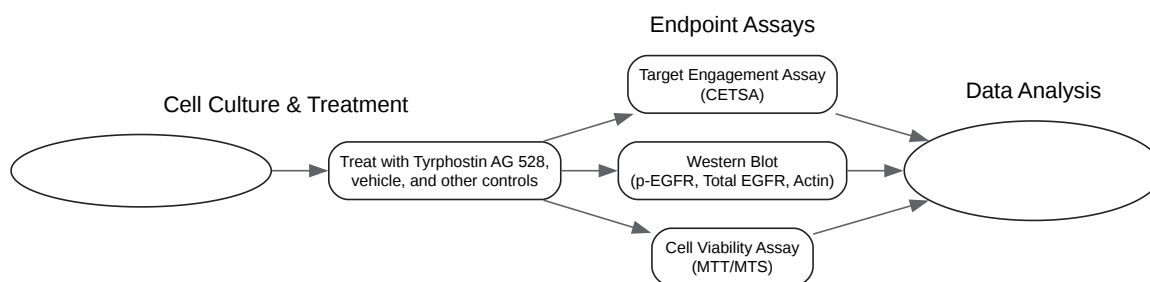 Endpoint Assays
Target Engagement Assay
(CETSA)
Cell Culture & Treatment
Data Analysis
Treat with Tyrphostin AG 528,
vehicle, and other controls
Western Blot
(p-EGFR, Total EGFR, Actin)
Cell Viability Assay
(MTT/MTS)